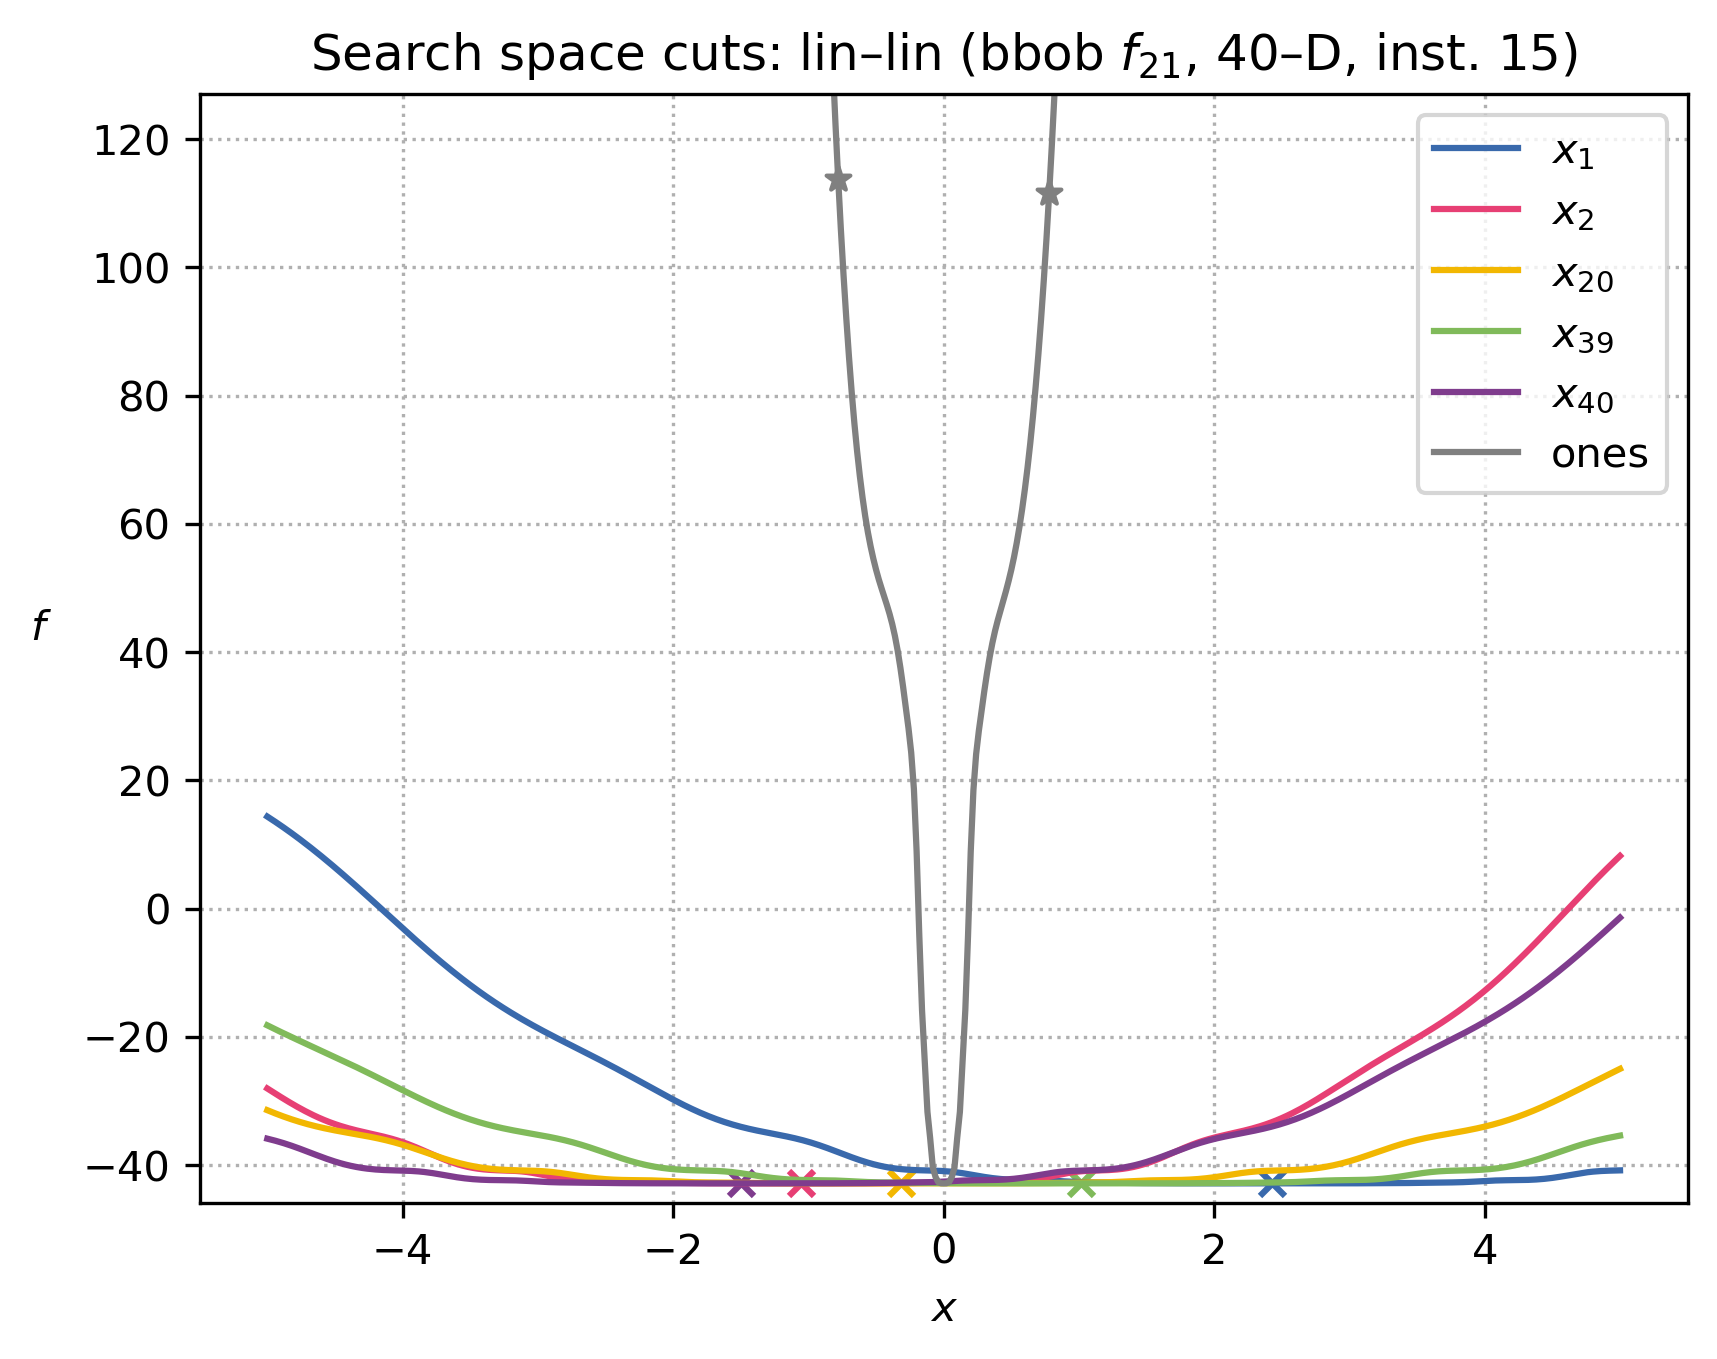 Search space cuts: lin–lin (bbob f21, 40–D, inst. 15)
120
100
80
60
40
20
0
−20
−40
f
x1
x2
x20
x39
x40
ones
−4
−2
0
2
4
x